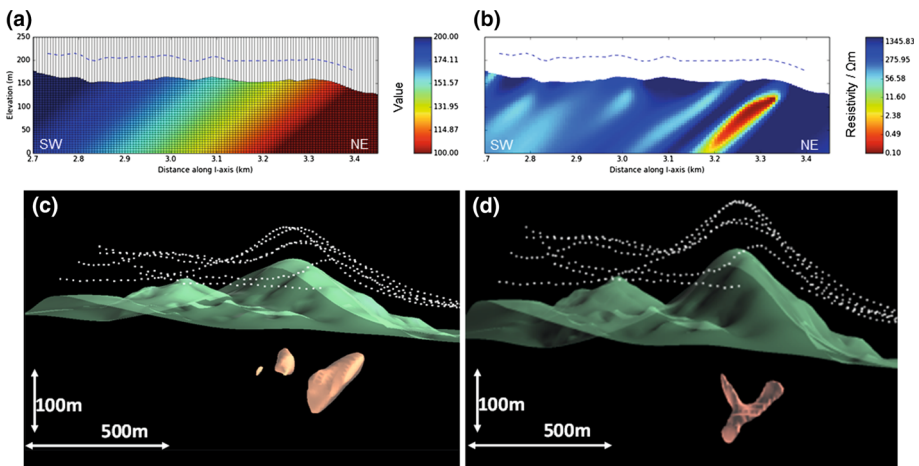 (a)
250
200
150
100
50
0
Elevation (m)
SW
NE
2.7 2.8 2.9 3.0 3.1 3.2 3.3 3.4
Distance along I-axis (km)
200.00
174.11
151.57
131.95
114.87
100.00
Value
(b)
SW
NE
.7 2.8 2.9 3.0 3.1 3.2 3.3 3.4
Distance along I-axis (km)
1345.83
275.95
56.58
11.60
2.38
0.49
0.10
Resistivity / Ωm
(c)
100m
500m
(d)
100m
500m